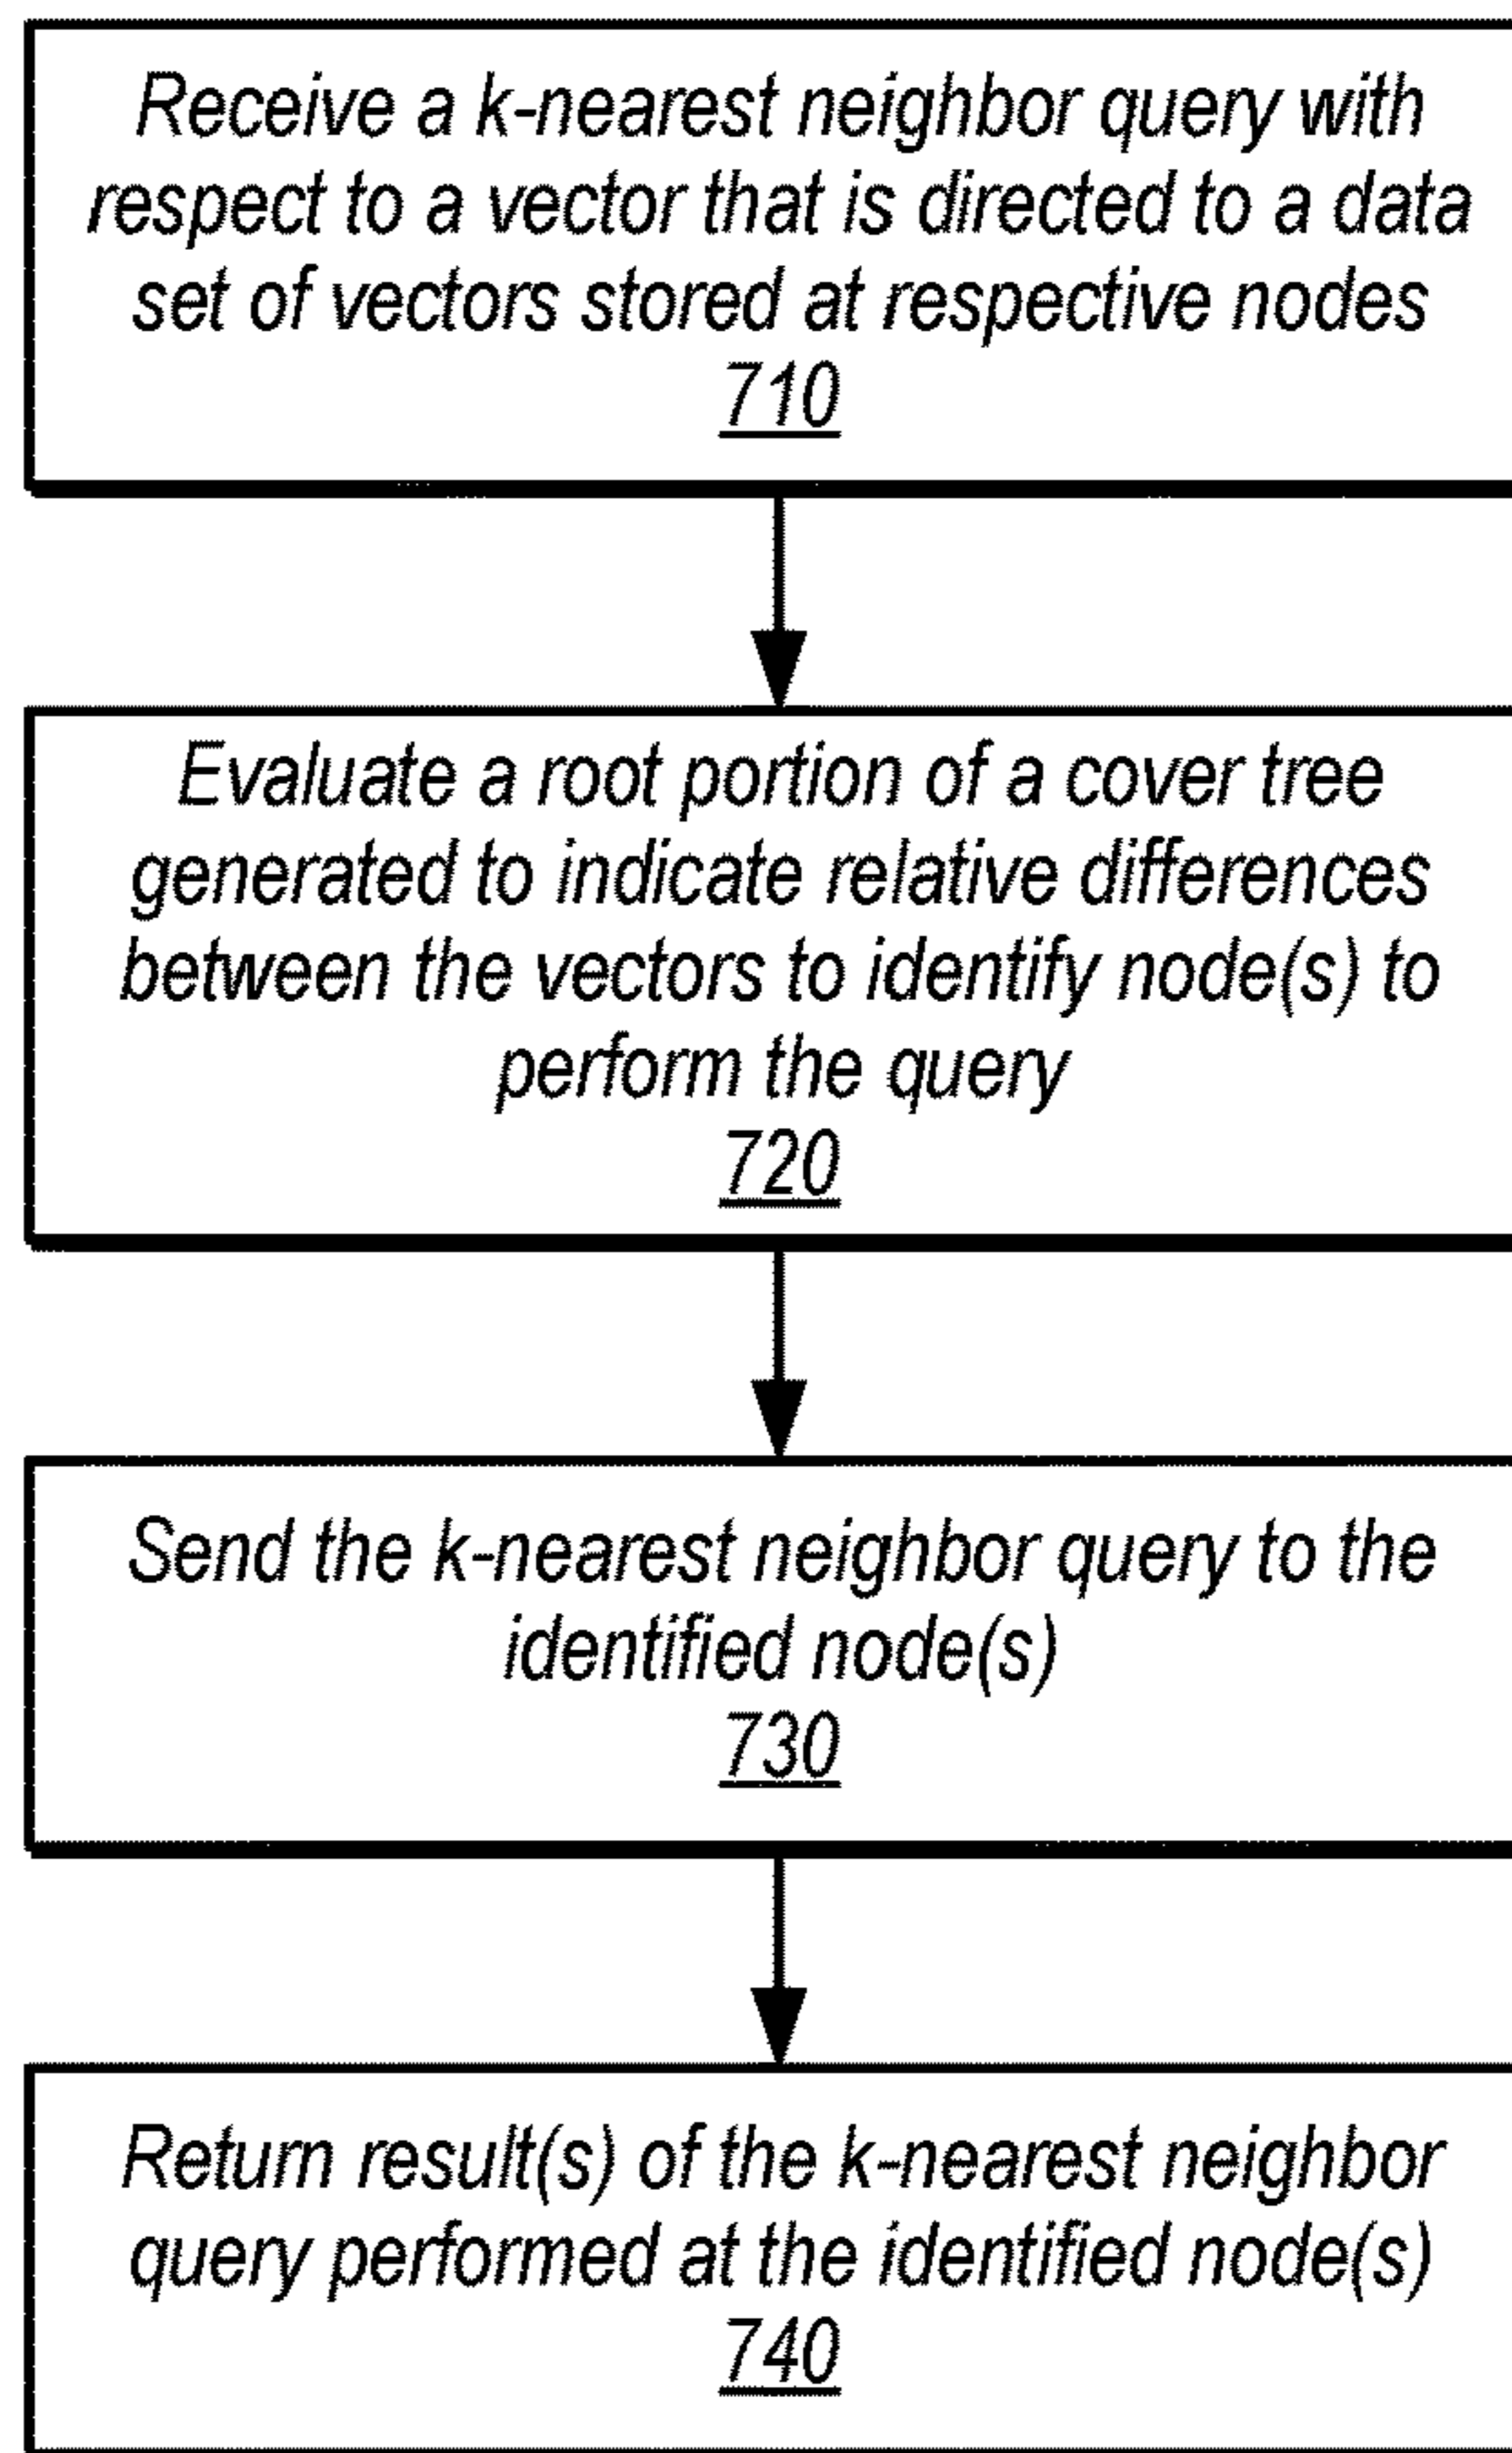 Receive a k-nearest neighbor query with
respect to a vector that is directed to a data
set of vectors stored at respective nodes
710
Evaluate a root portion of a cover tree
generated to indicate relative differences
between the vectors to identify node(s) to
perform the query
720
Send the k-nearest neighbor query to the
identified node(s)
730
Return result(s) of the k-nearest neighbor
query performed at the identified node(s)
740